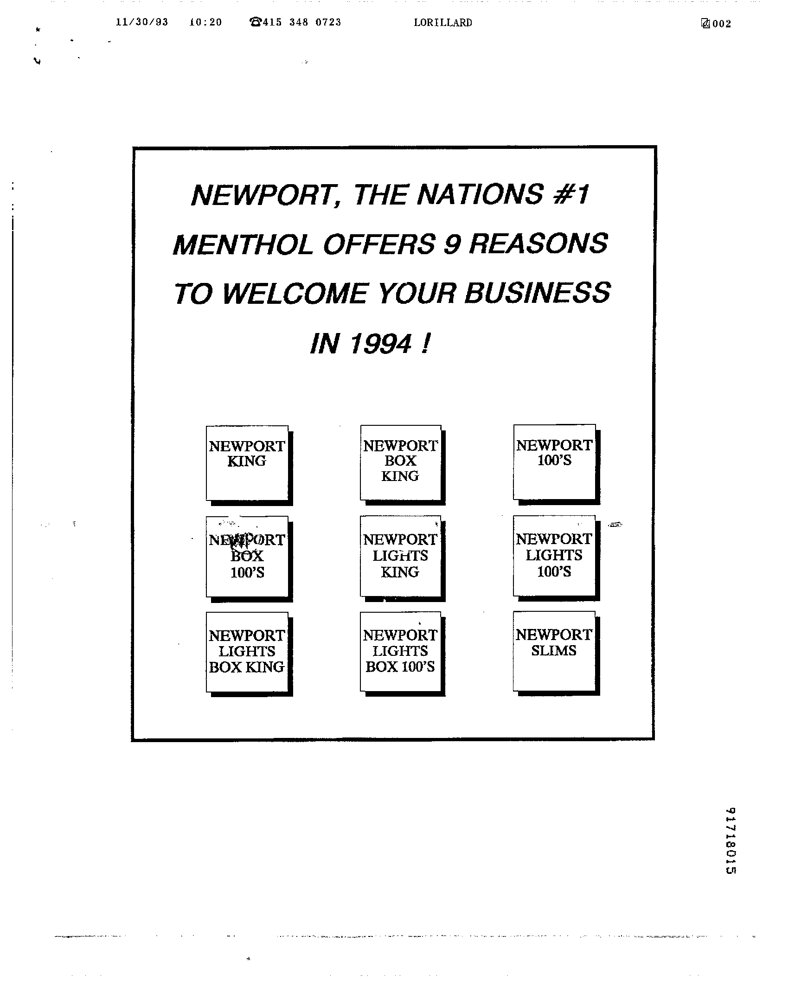 11/30/93 10:20 ☎415 348 0723 LORILLARD 002
NEWPORT, THE NATIONS #1
MENTHOL OFFERS 9 REASONS
TO WELCOME YOUR BUSINESS
IN 1994 !
NEWPORT
KING
NEWPORT
BOX
KING
NEWPORT
100'S
NEWPORT
BOX
100'S
NEWPORT
LIGHTS
KING
NEWPORT
LIGHTS
100'S
NEWPORT
LIGHTS
BOX KING
NEWPORT
LIGHTS
BOX 100'S
NEWPORT
SLIMS
91718015